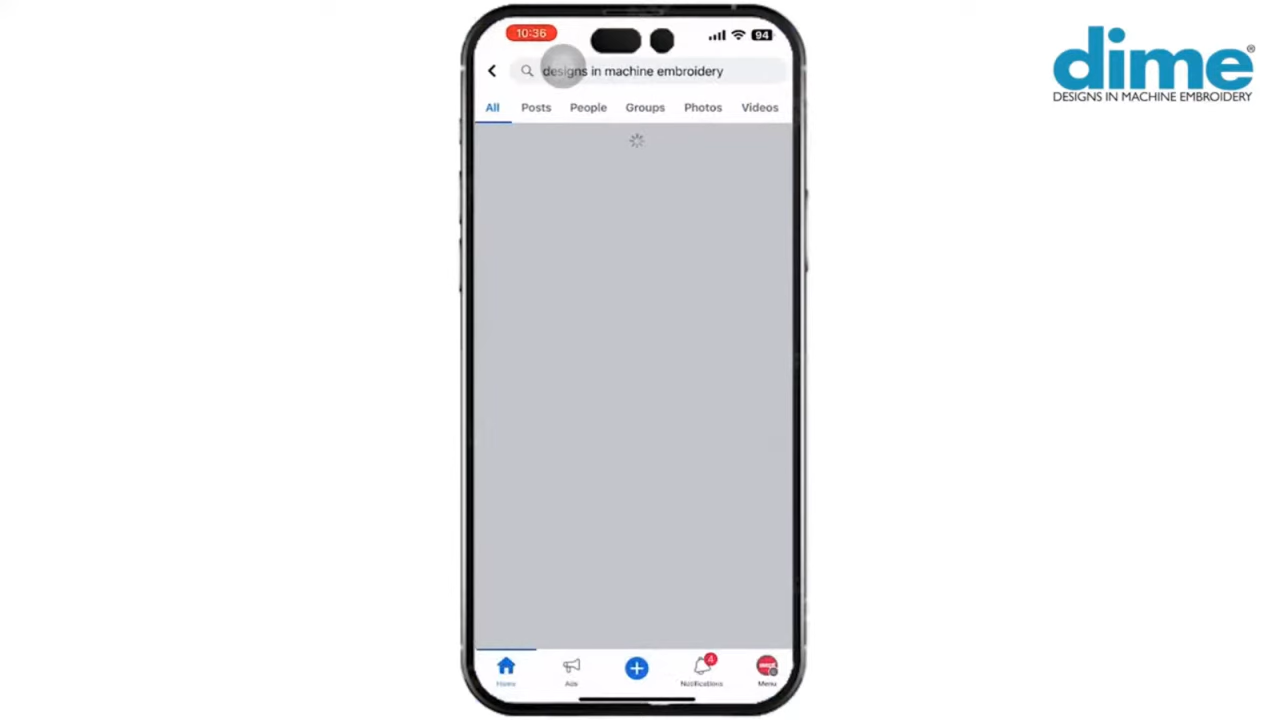 10:36
94
designs in machine embroidery
All Posts People Groups Photos Videos
Home Ads Notifications Menu
4
dime®
DESIGNS IN MACHINE EMBROIDERY